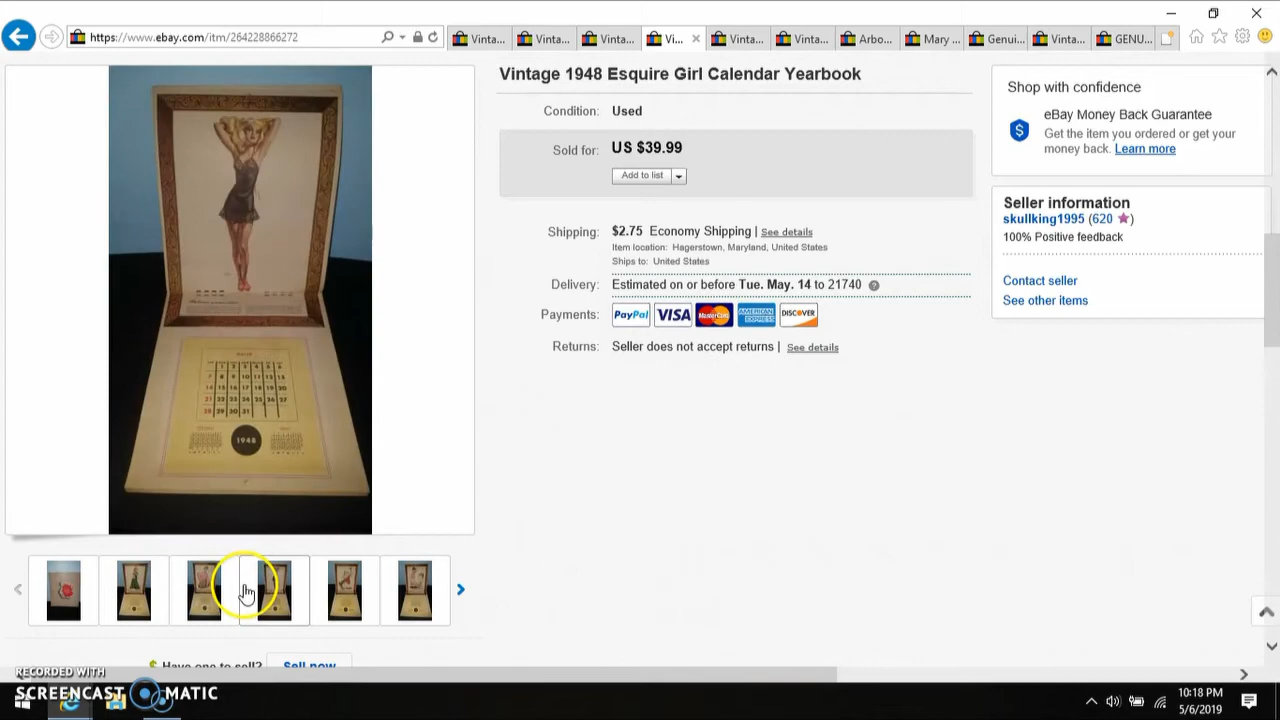 https://www.ebay.com/itm/264228866272
Vinta...
Vinta...
Vinta...
Vi...
Vinta...
Vinta...
Arbo...
Mary ...
Genui...
Vinta...
GENU...
Vintage 1948 Esquire Girl Calendar Yearbook
Condition: Used
Sold for: US $39.99
Add to list
Shipping: $2.75 Economy Shipping | See details
Item location: Hagerstown, Maryland, United States
Ships to: United States
Delivery: Estimated on or before Tue. May. 14 to 21740
Payments: PayPal VISA MasterCard AMERICAN EXPRESS DISCOVER
Returns: Seller does not accept returns | See details
Shop with confidence
eBay Money Back Guarantee
Get the item you ordered or get your
money back. Learn more
Seller information
skullking1995 (620 )
100% Positive feedback
Contact seller
See other items
1948
Have one to sell? Sell now
RECORDED WITH
SCREENCAST MATIC
10:18 PM
5/6/2019